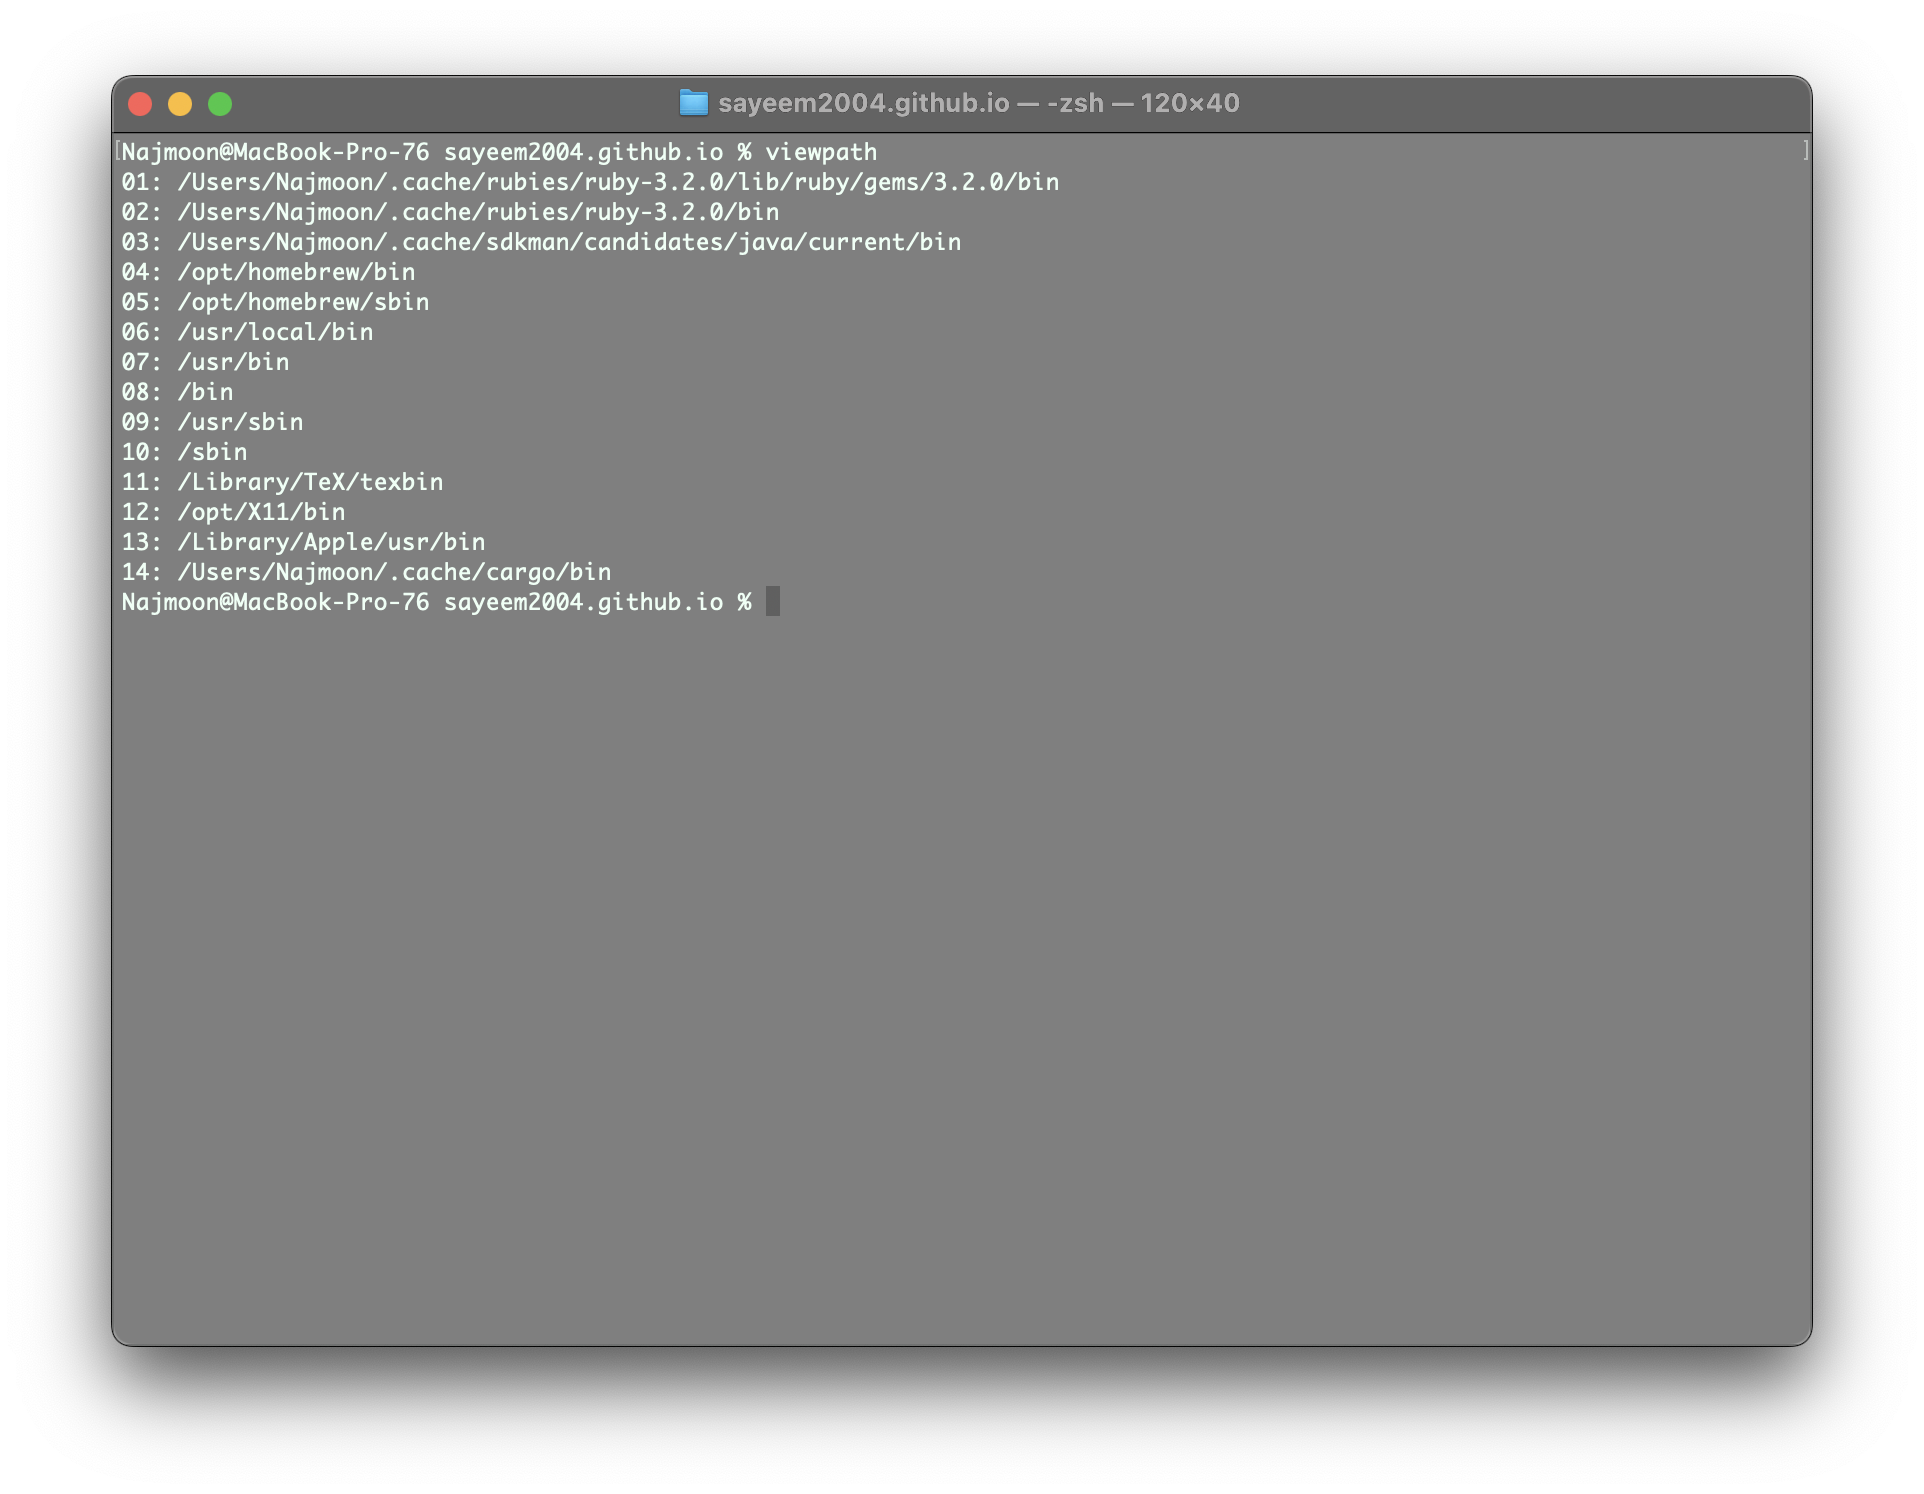 sayeem2004.github.io — -zsh — 120×40
[Najmoon@MacBook-Pro-76 sayeem2004.github.io % viewpath ]
01: /Users/Najmoon/.cache/rubies/ruby-3.2.0/lib/ruby/gems/3.2.0/bin
02: /Users/Najmoon/.cache/rubies/ruby-3.2.0/bin
03: /Users/Najmoon/.cache/sdkman/candidates/java/current/bin
04: /opt/homebrew/bin
05: /opt/homebrew/sbin
06: /usr/local/bin
07: /usr/bin
08: /bin
09: /usr/sbin
10: /sbin
11: /Library/TeX/texbin
12: /opt/X11/bin
13: /Library/Apple/usr/bin
14: /Users/Najmoon/.cache/cargo/bin
Najmoon@MacBook-Pro-76 sayeem2004.github.io %